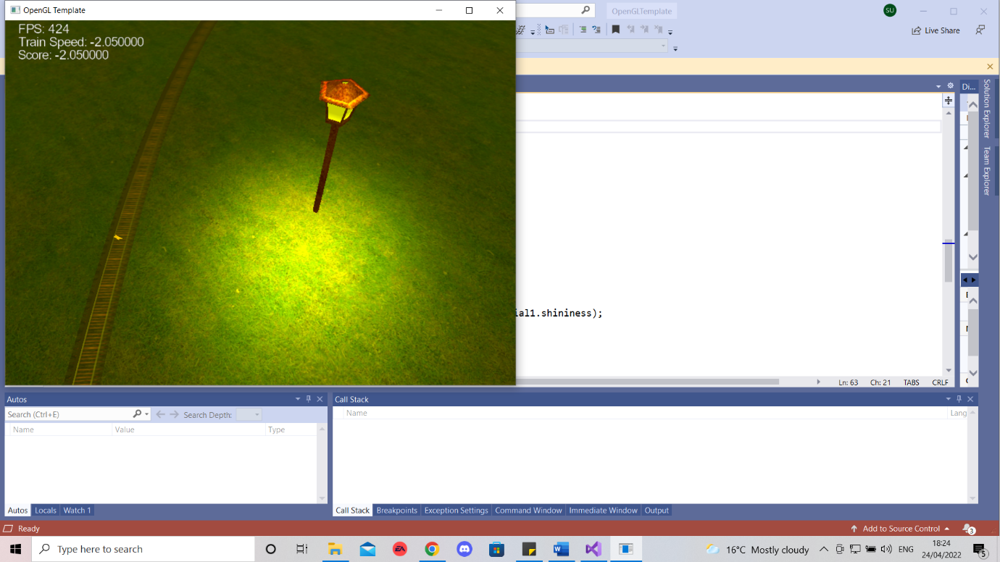 OpenGL Template
FPS: 424
Train Speed: -2.050000
Score: -2.050000
OpenGLTemplate
SU
Live Share
Di...
Solution Explorer
Team Explorer
ial1.shininess);
Ln: 63 Ch: 21 TABS CRLF
Autos
Search (Ctrl+E) Search Depth:
Name Value Type
Call Stack
Name Lang
Autos Locals Watch 1
Call Stack Breakpoints Exception Settings Command Window Immediate Window Output
Ready
Add to Source Control
3
Type here to search
EA
16°C Mostly cloudy
ENG
18:24
24/04/2022
5